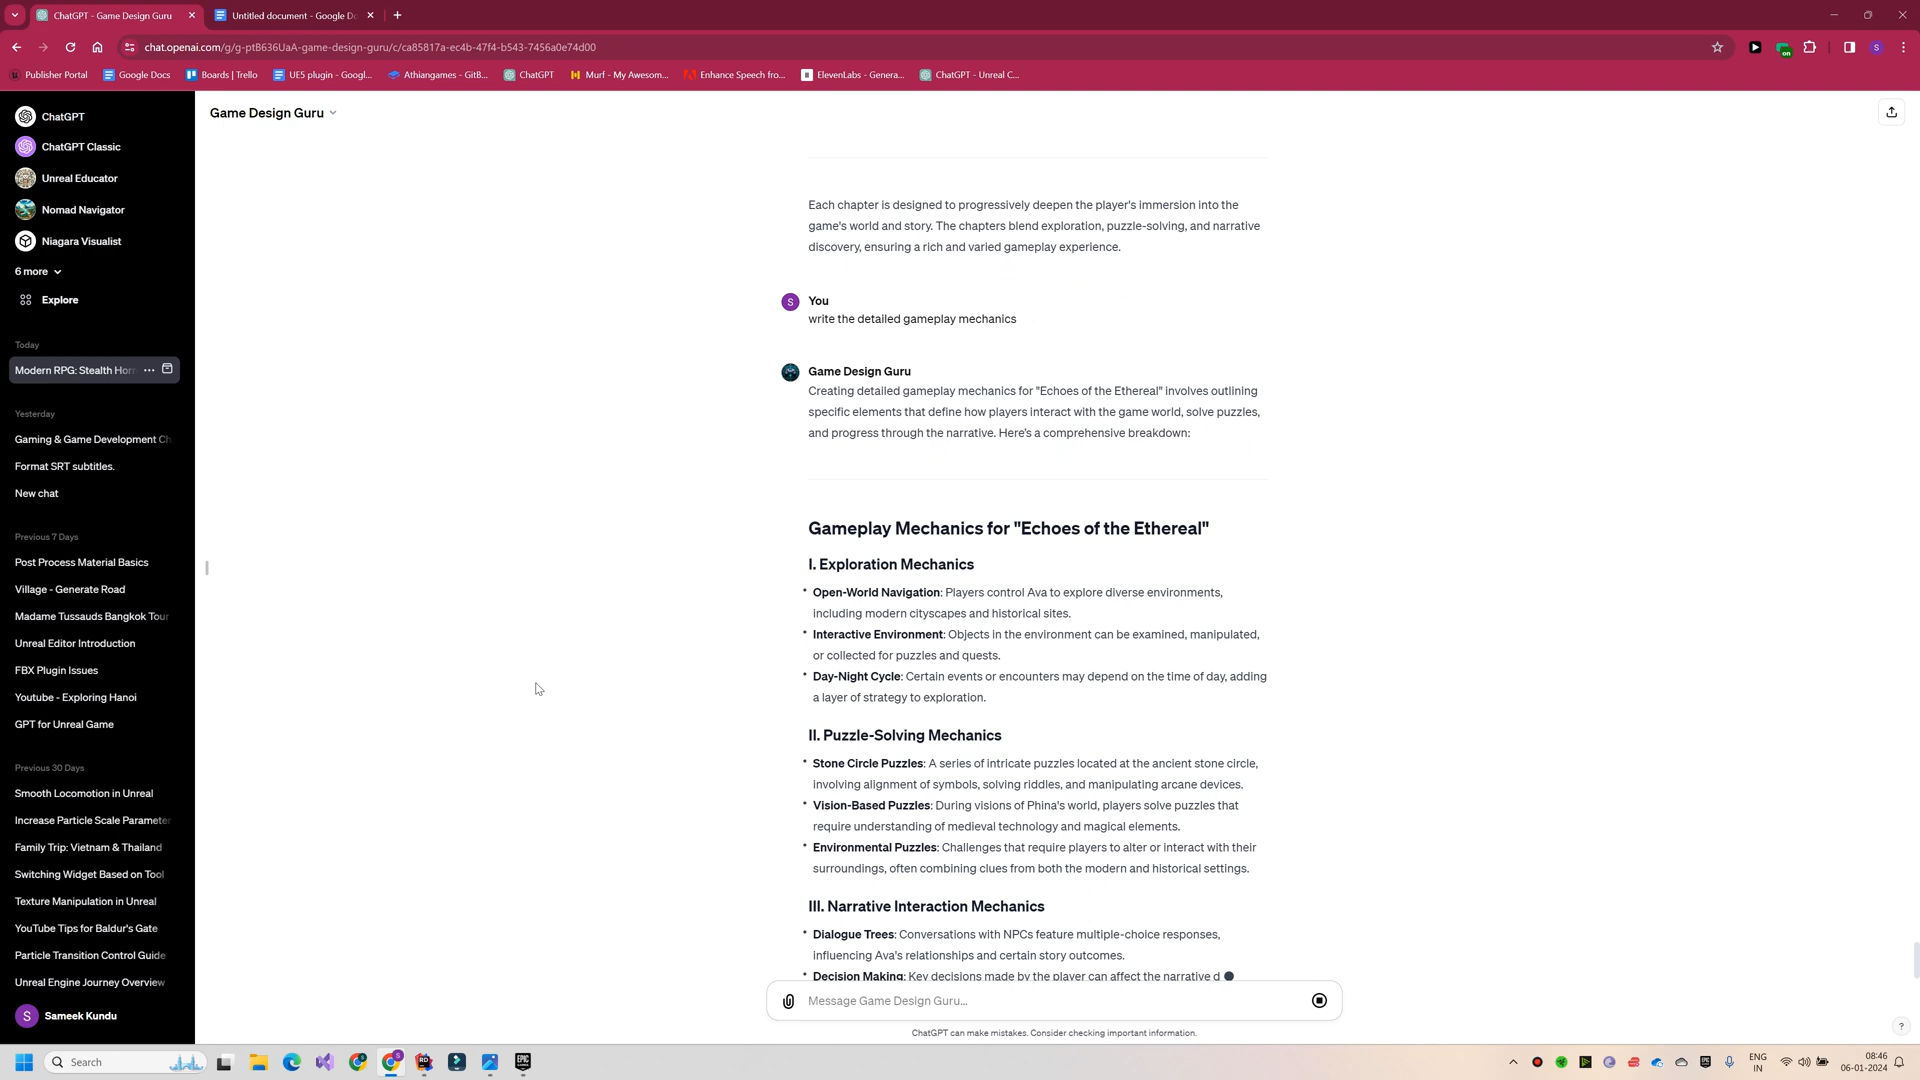 ChatGPT - Game Design Guru
Untitled document - Google Do
chat.openai.com/g/g-ptB636UaA-game-design-guru/c/ca85817a-ec4b-47f4-b543-7456a0e74d00
S
Publisher Portal
Google Docs
Boards | Trello
UE5 plugin - Googl...
Athiangames - GitB...
ChatGPT
Murf - My Awesom...
Enhance Speech fro...
ElevenLabs - Genera...
ChatGPT - Unreal C...
ChatGPT
ChatGPT Classic
Unreal Educator
Nomad Navigator
Niagara Visualist
6 more
Explore
Today
Modern RPG: Stealth Horr
Yesterday
Gaming & Game Development Ch
Format SRT subtitles.
New chat
Previous 7 Days
Post Process Material Basics
Village - Generate Road
Madame Tussauds Bangkok Tour
Unreal Editor Introduction
FBX Plugin Issues
Youtube - Exploring Hanoi
GPT for Unreal Game
Previous 30 Days
Smooth Locomotion in Unreal
Increase Particle Scale Parameter
Family Trip: Vietnam & Thailand
Switching Widget Based on Tool
Texture Manipulation in Unreal
YouTube Tips for Baldur's Gate
Particle Transition Control Guide
Unreal Engine Journey Overview
S Sameek Kundu
Game Design Guru
Each chapter is designed to progressively deepen the player's immersion into the
game's world and story. The chapters blend exploration, puzzle-solving, and narrative
discovery, ensuring a rich and varied gameplay experience.
S You
write the detailed gameplay mechanics
Game Design Guru
Creating detailed gameplay mechanics for "Echoes of the Ethereal" involves outlining
specific elements that define how players interact with the game world, solve puzzles,
and progress through the narrative. Here's a comprehensive breakdown:
Gameplay Mechanics for "Echoes of the Ethereal"
I. Exploration Mechanics
• Open-World Navigation: Players control Ava to explore diverse environments,
including modern cityscapes and historical sites.
• Interactive Environment: Objects in the environment can be examined, manipulated,
or collected for puzzles and quests.
• Day-Night Cycle: Certain events or encounters may depend on the time of day, adding
a layer of strategy to exploration.
II. Puzzle-Solving Mechanics
• Stone Circle Puzzles: A series of intricate puzzles located at the ancient stone circle,
involving alignment of symbols, solving riddles, and manipulating arcane devices.
• Vision-Based Puzzles: During visions of Phina's world, players solve puzzles that
require understanding of medieval technology and magical elements.
• Environmental Puzzles: Challenges that require players to alter or interact with their
surroundings, often combining clues from both the modern and historical settings.
III. Narrative Interaction Mechanics
• Dialogue Trees: Conversations with NPCs feature multiple-choice responses,
influencing Ava's relationships and certain story outcomes.
• Decision Making: Key decisions made by the player can affect the narrative d
Message Game Design Guru...
ChatGPT can make mistakes. Consider checking important information.
?
Search
ENG
IN
08:46
06-01-2024